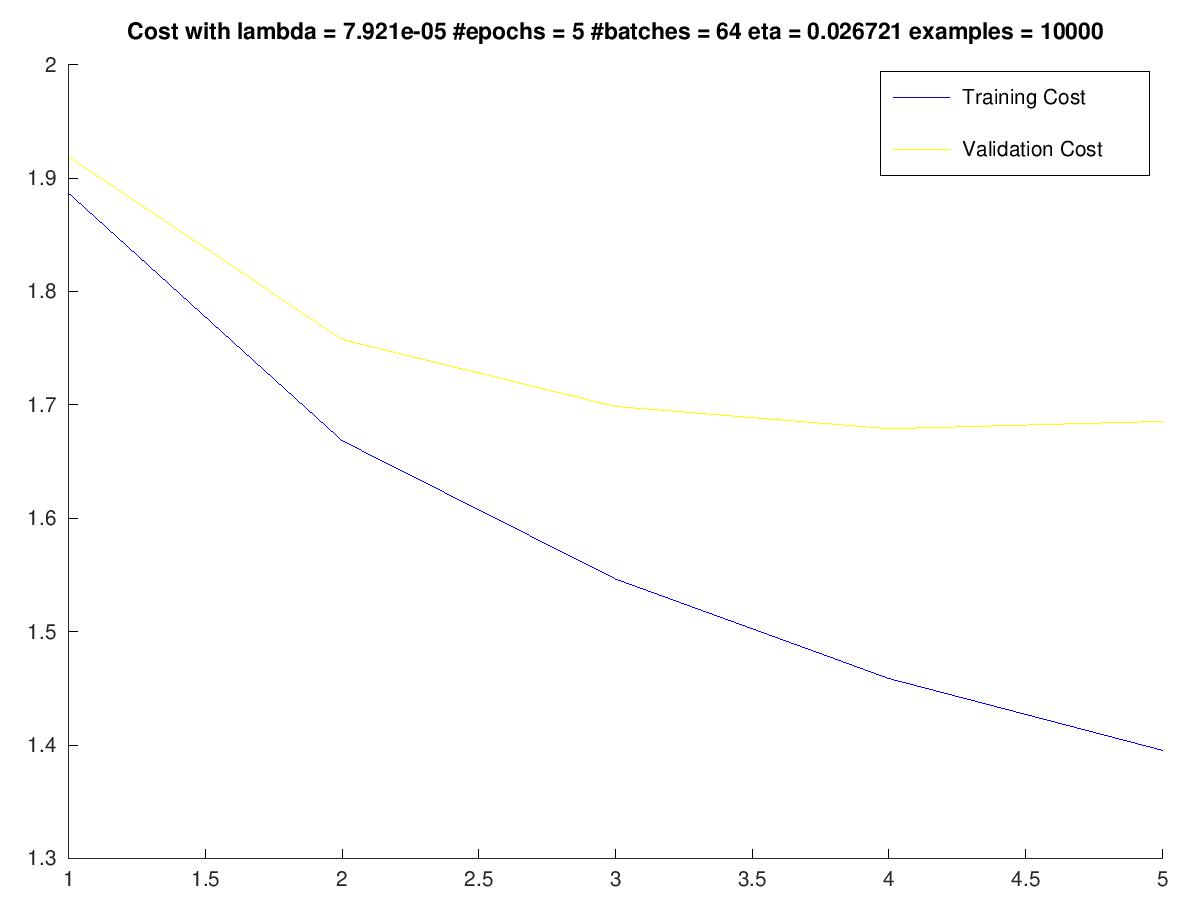 Cost with lambda = 7.921e-05 #epochs = 5 #batches = 64 eta = 0.026721 examples = 10000
Training Cost
Validation Cost
2
1.9
1.8
1.7
1.6
1.5
1.4
1.3
1 1.5 2 2.5 3 3.5 4 4.5 5